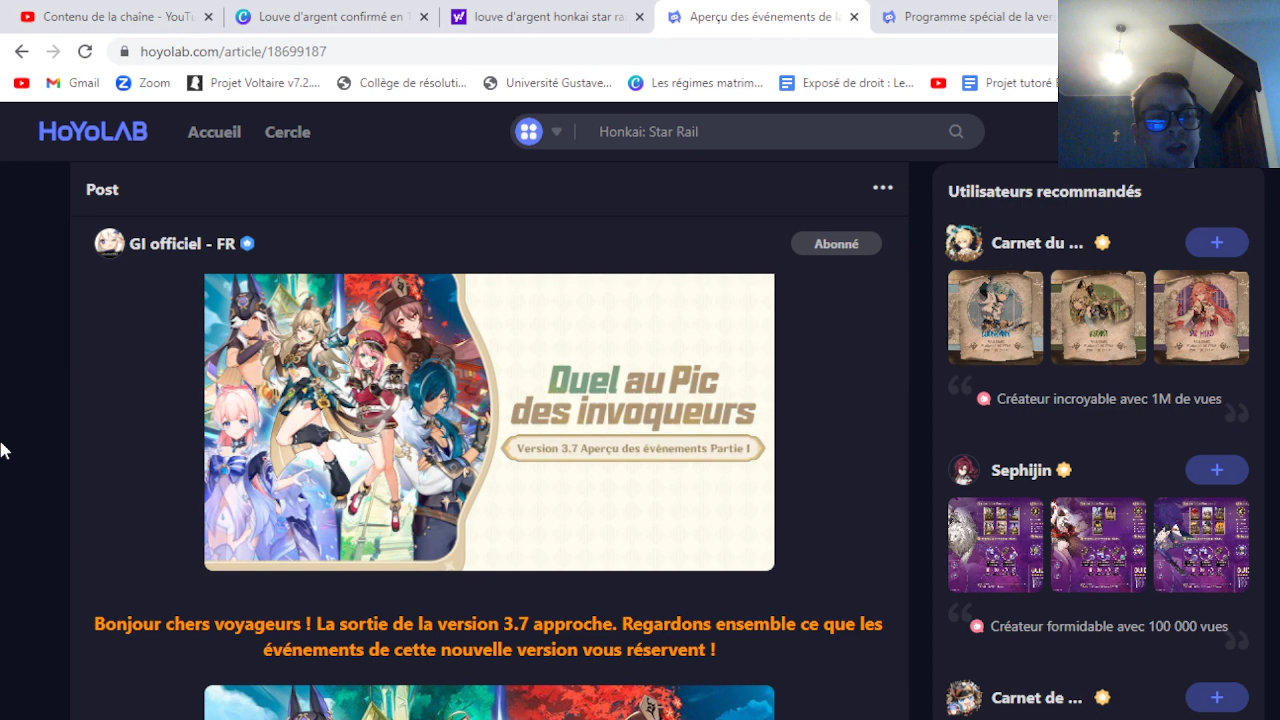 Contenu de la chaîne - YouTu
Louve d'argent confirmé en 1
louve d'argent honkai star ra
Aperçu des événements de la
Programme spécial de la vers
hoyolab.com/article/18699187
Gmail
Zoom
Projet Voltaire v7.2....
Collège de résoluti...
Université Gustave...
Les régimes matrim...
Exposé de droit : Le...
Projet tutoré E
HoYoLAB
Accueil
Cercle
Honkai: Star Rail
Post
Utilisateurs recommandés
GI officiel - FR
Abonné
Carnet du ...
Duel au Pic
des invoqueurs
Version 3.7 Aperçu des événements Partie I
Créateur incroyable avec 1M de vues
Sephijin
Bonjour chers voyageurs ! La sortie de la version 3.7 approche. Regardons ensemble ce que les
événements de cette nouvelle version vous réservent !
Créateur formidable avec 100 000 vues
Carnet de ...